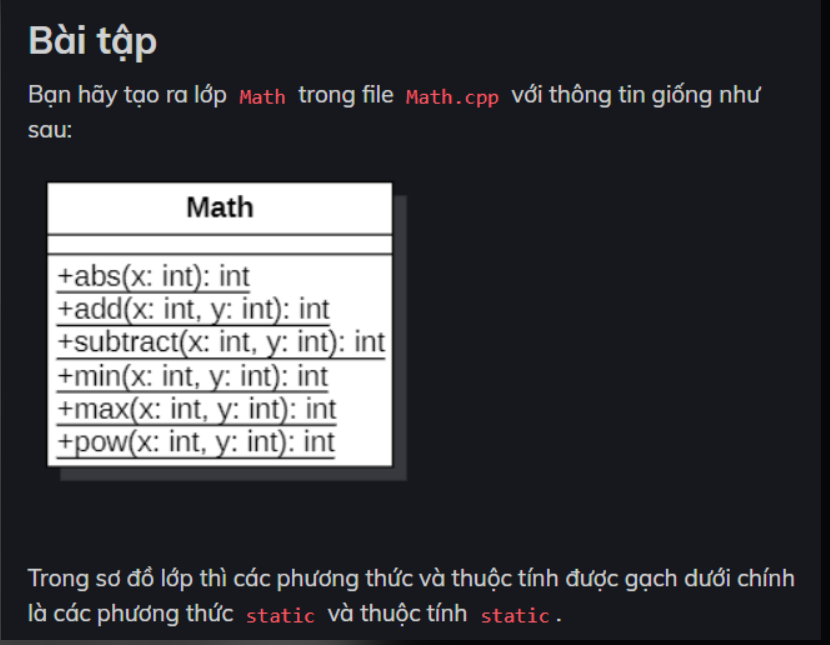 Bài tập
Bạn hãy tạo ra lớp Math trong file Math.cpp với thông tin giống như
sau:
Math
+abs(x: int): int
+add(x: int, y: int): int
+subtract(x: int, y: int): int
+min(x: int, y: int): int
+max(x: int, y: int): int
+pow(x: int, y: int): int
Trong sơ đồ lớp thì các phương thức và thuộc tính được gạch dưới chính
là các phương thức static và thuộc tính static .